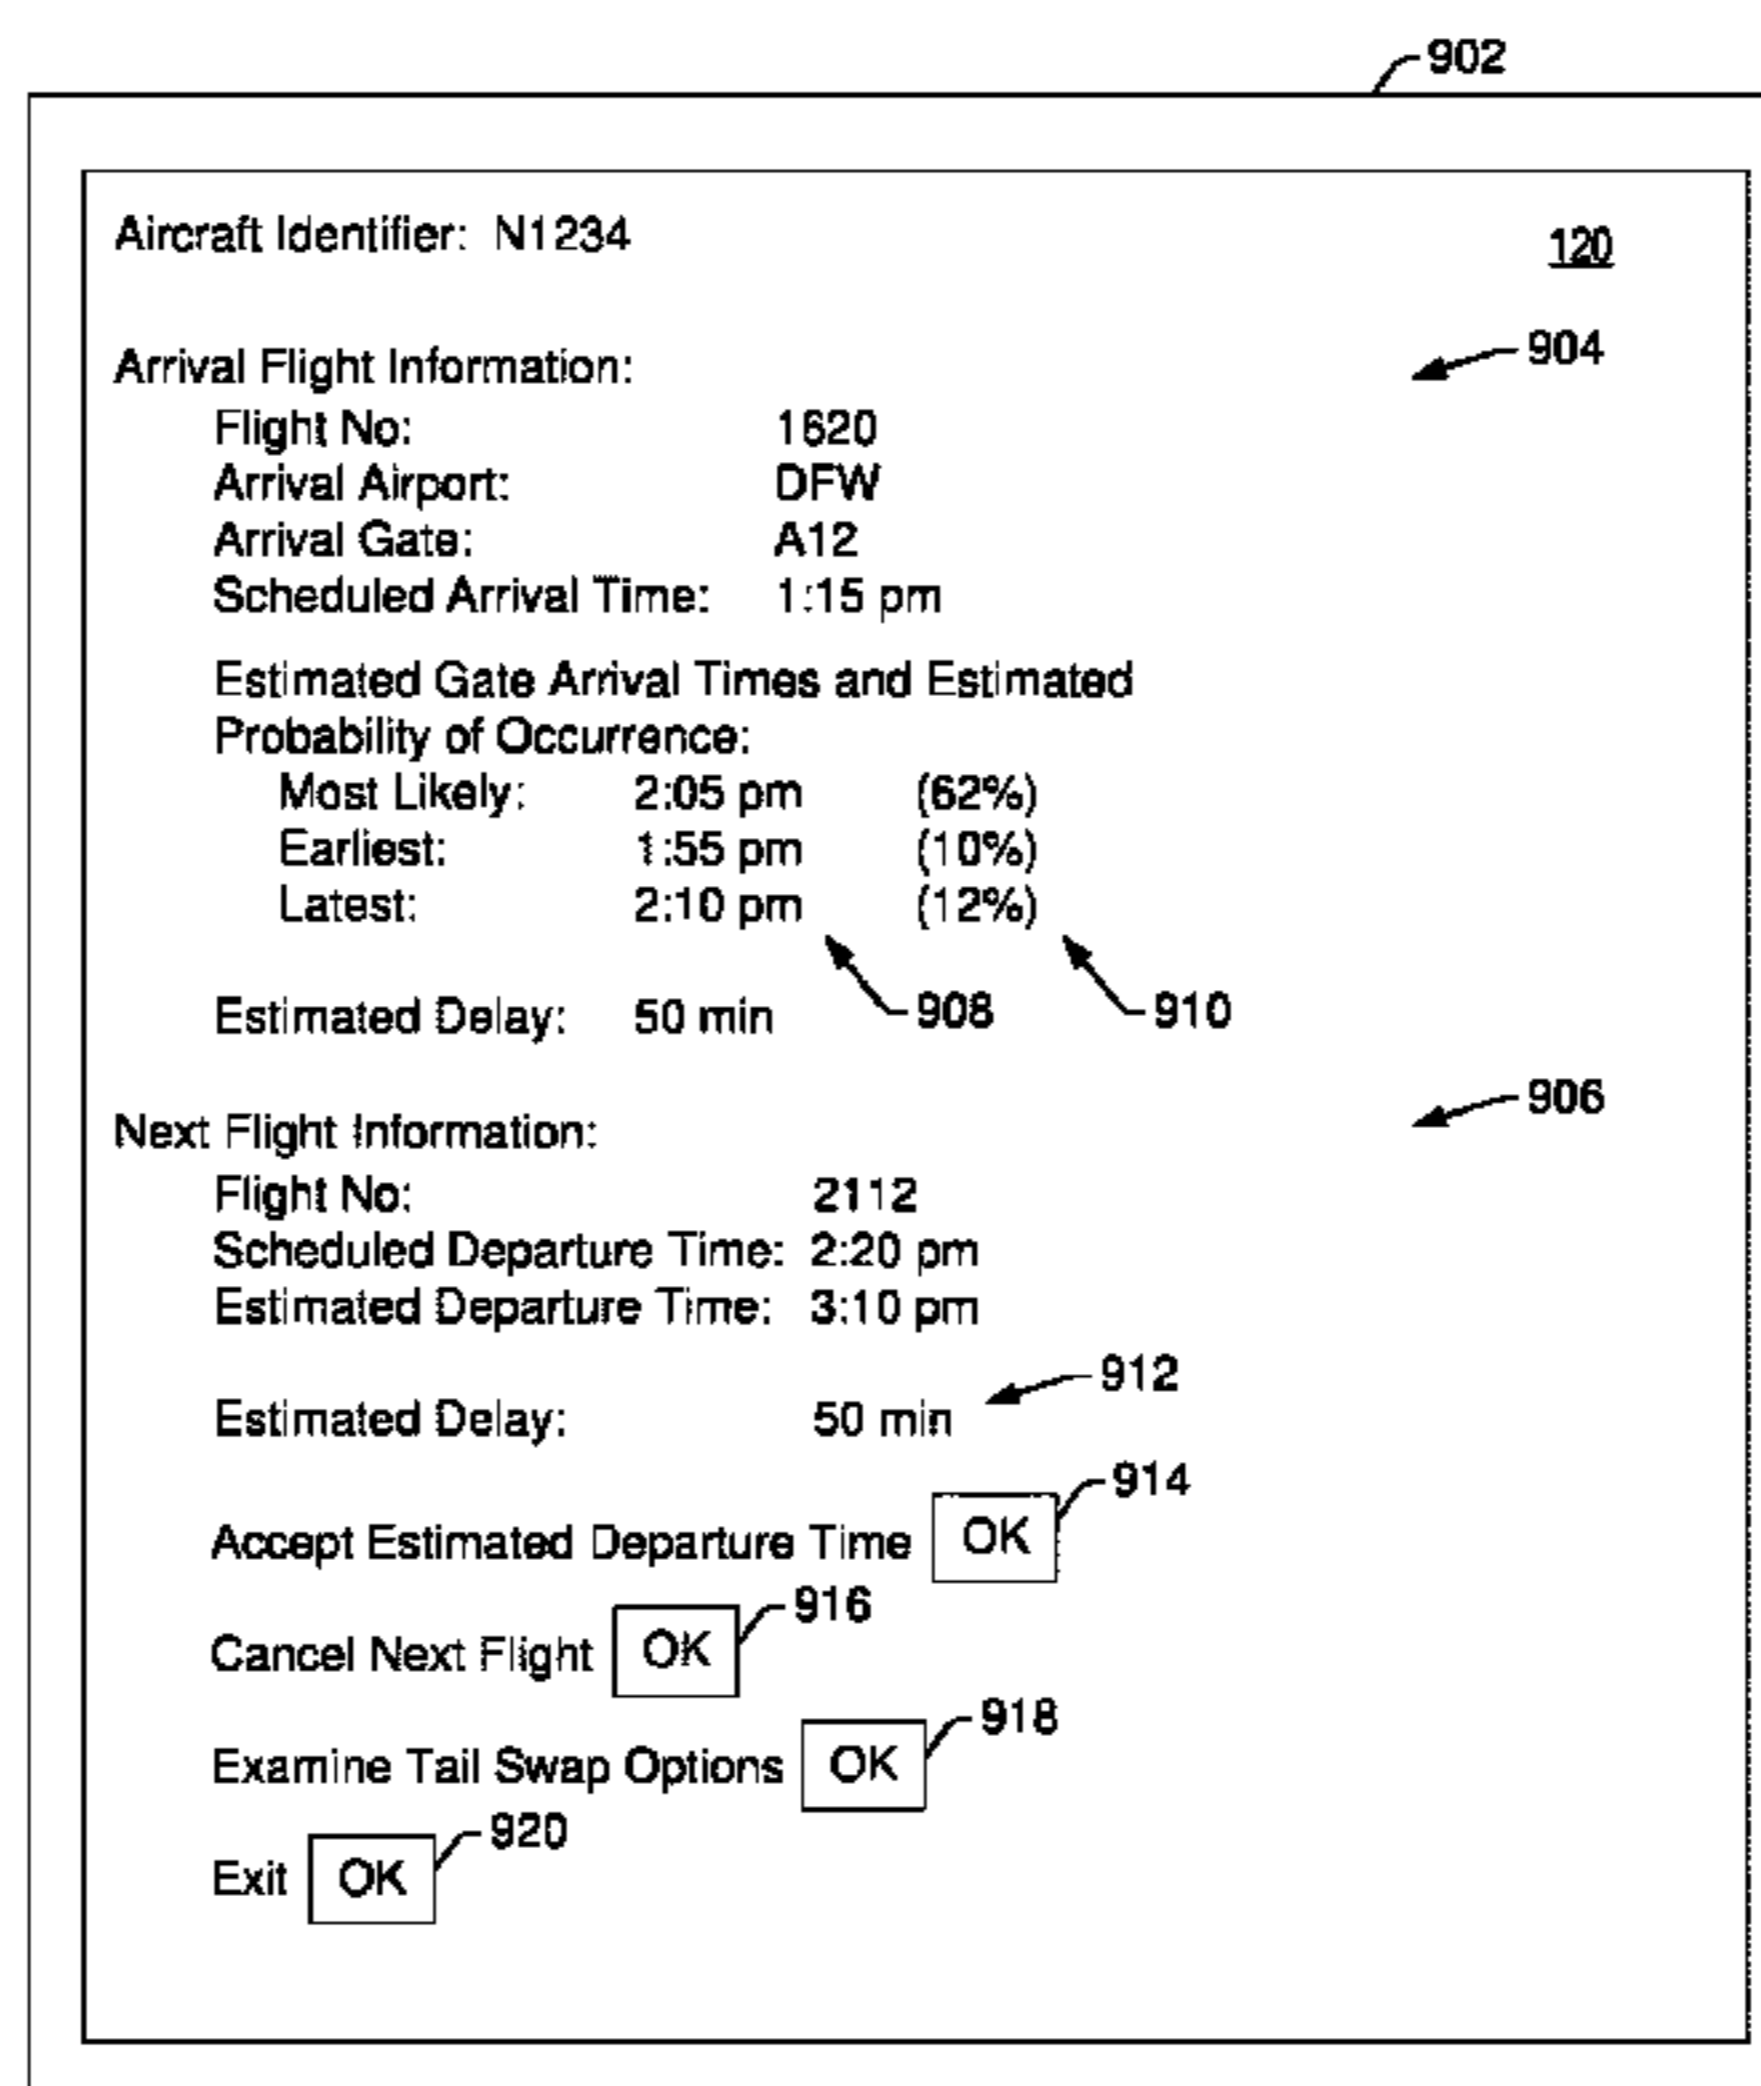 902
Aircraft Identifier: N1234 120
Arrival Flight Information: 904
Flight No: 1620
Arrival Airport: DFW
Arrival Gate: A12
Scheduled Arrival Time: 1:15 pm
Estimated Gate Arrival Times and Estimated
Probability of Occurrence:
Most Likely: 2:05 pm (62%)
Earliest: 1:55 pm (10%)
Latest: 2:10 pm (12%)
Estimated Delay: 50 min 908 910
906
Next Flight Information:
Flight No: 2112
Scheduled Departure Time: 2:20 pm
Estimated Departure Time: 3:10 pm
912
Estimated Delay: 50 min
914
Accept Estimated Departure Time OK
916
Cancel Next Flight OK
918
Examine Tail Swap Options OK
920
Exit OK